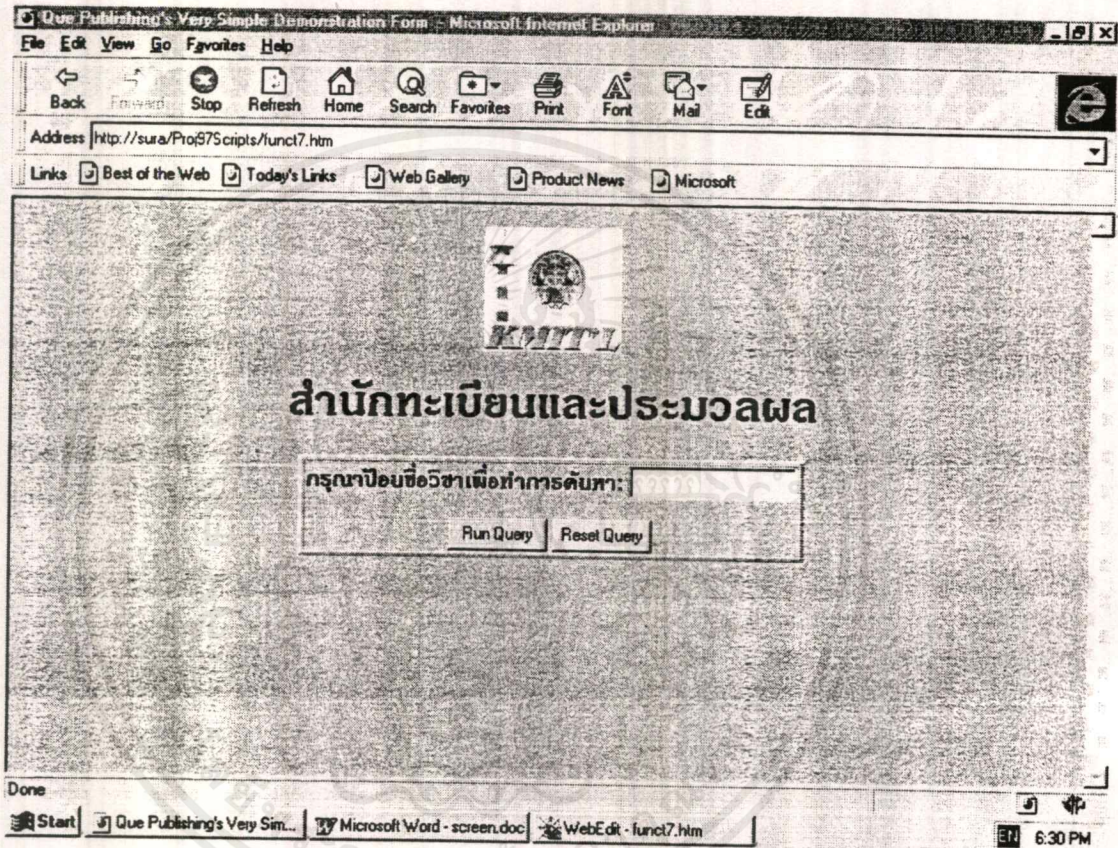 Que Publishing's Very Simple Demonstration Form - Microsoft Internet Explorer
File Edit View Go Favorites Help
Back Forward Stop Refresh Home Search Favorites Print Font Mail Edit
Address http://sura/Proj97Scripts/funct7.htm
Links Best of the Web Today's Links Web Gallery Product News Microsoft
KMITL
สำนักทะเบียนและประมวลผล
กรุณาป้อนชื่อวิชาเพื่อทำการค้นหา:
Run Query Reset Query
Done
Start Que Publishing's Very Sim... Microsoft Word - screen.doc WebEdit - funct7.htm
EN 6:30 PM